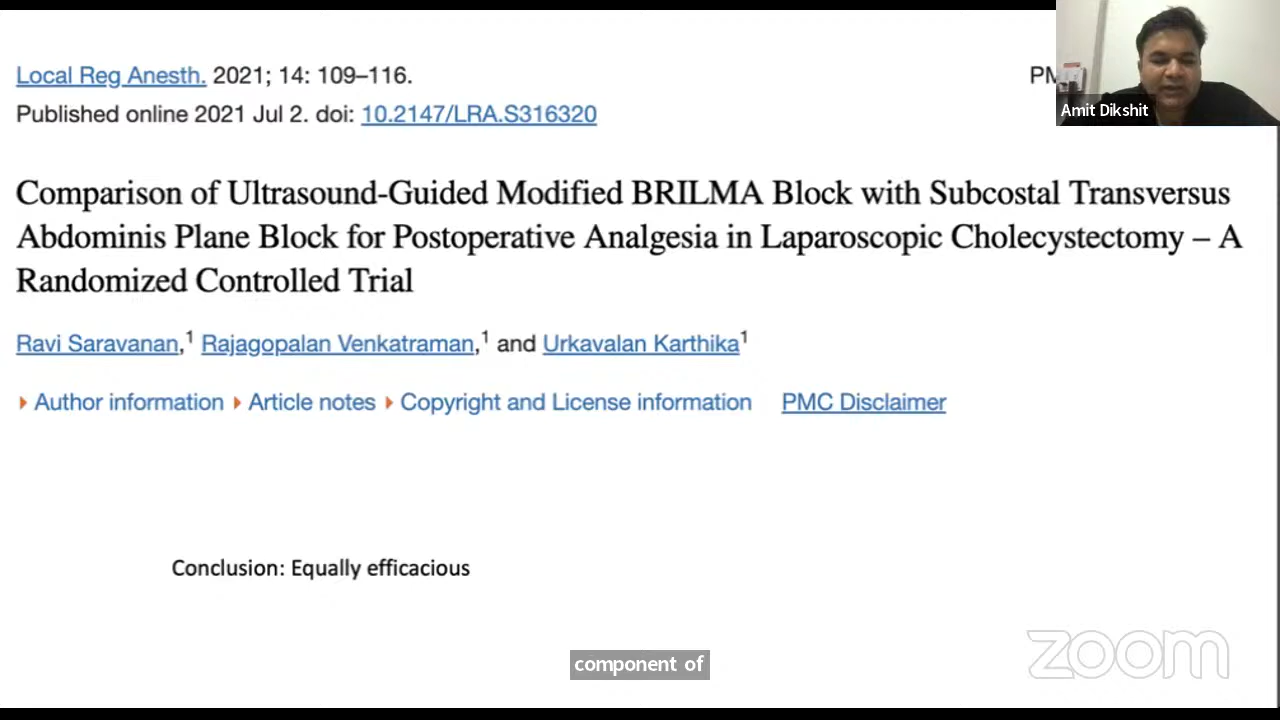 Local Reg Anesth. 2021; 14: 109–116.
PM
Published online 2021 Jul 2. doi: 10.2147/LRA.S316320
Amit Dikshit
Comparison of Ultrasound-Guided Modified BRILMA Block with Subcostal Transversus
Abdominis Plane Block for Postoperative Analgesia in Laparoscopic Cholecystectomy – A
Randomized Controlled Trial
Ravi Saravanan,1 Rajagopalan Venkatraman,1 and Urkavalan Karthika1
Author information Article notes Copyright and License information PMC Disclaimer
Conclusion: Equally efficacious
component of
zoom